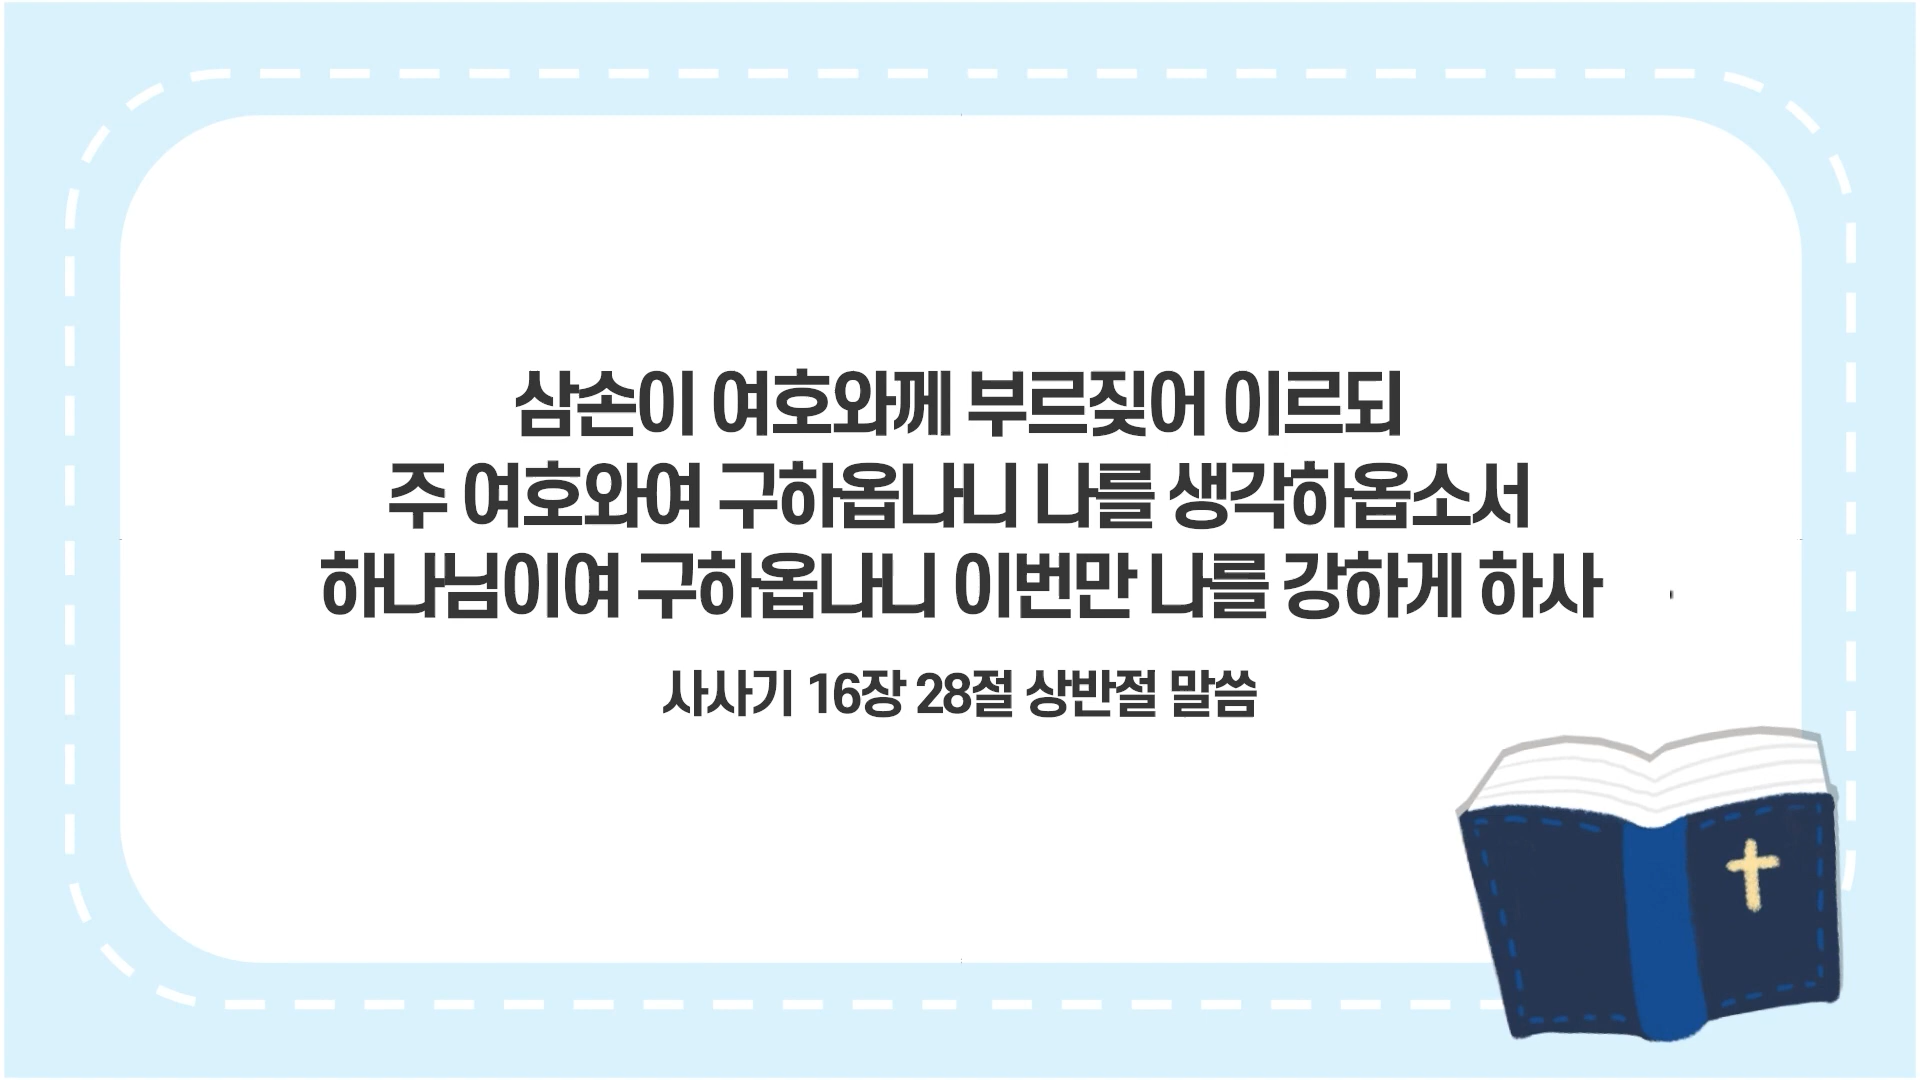 삼손이 여호와께 부르짖어 이르되
주 여호와여 구하옵나니 나를 생각하옵소서
하나님이여 구하옵나니 이번만 나를 강하게 하사
사사기 16장 28절 상반절 말씀